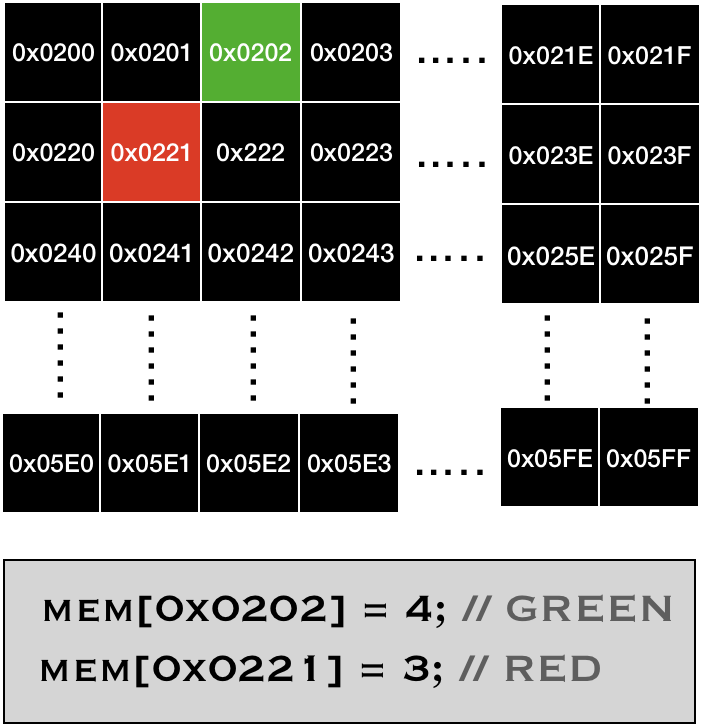 0x0200 0x0201 0x0202 0x0203 ..... 0x021E 0x021F
0x0220 0x0221 0x222 0x0223 ..... 0x023E 0x023F
0x0240 0x0241 0x0242 0x0243 ..... 0x025E 0x025F
0x05E0 0x05E1 0x05E2 0x05E3 ..... 0x05FE 0x05FF
MEM[0x0202] = 4; // GREEN
MEM[0x0221] = 3; // RED